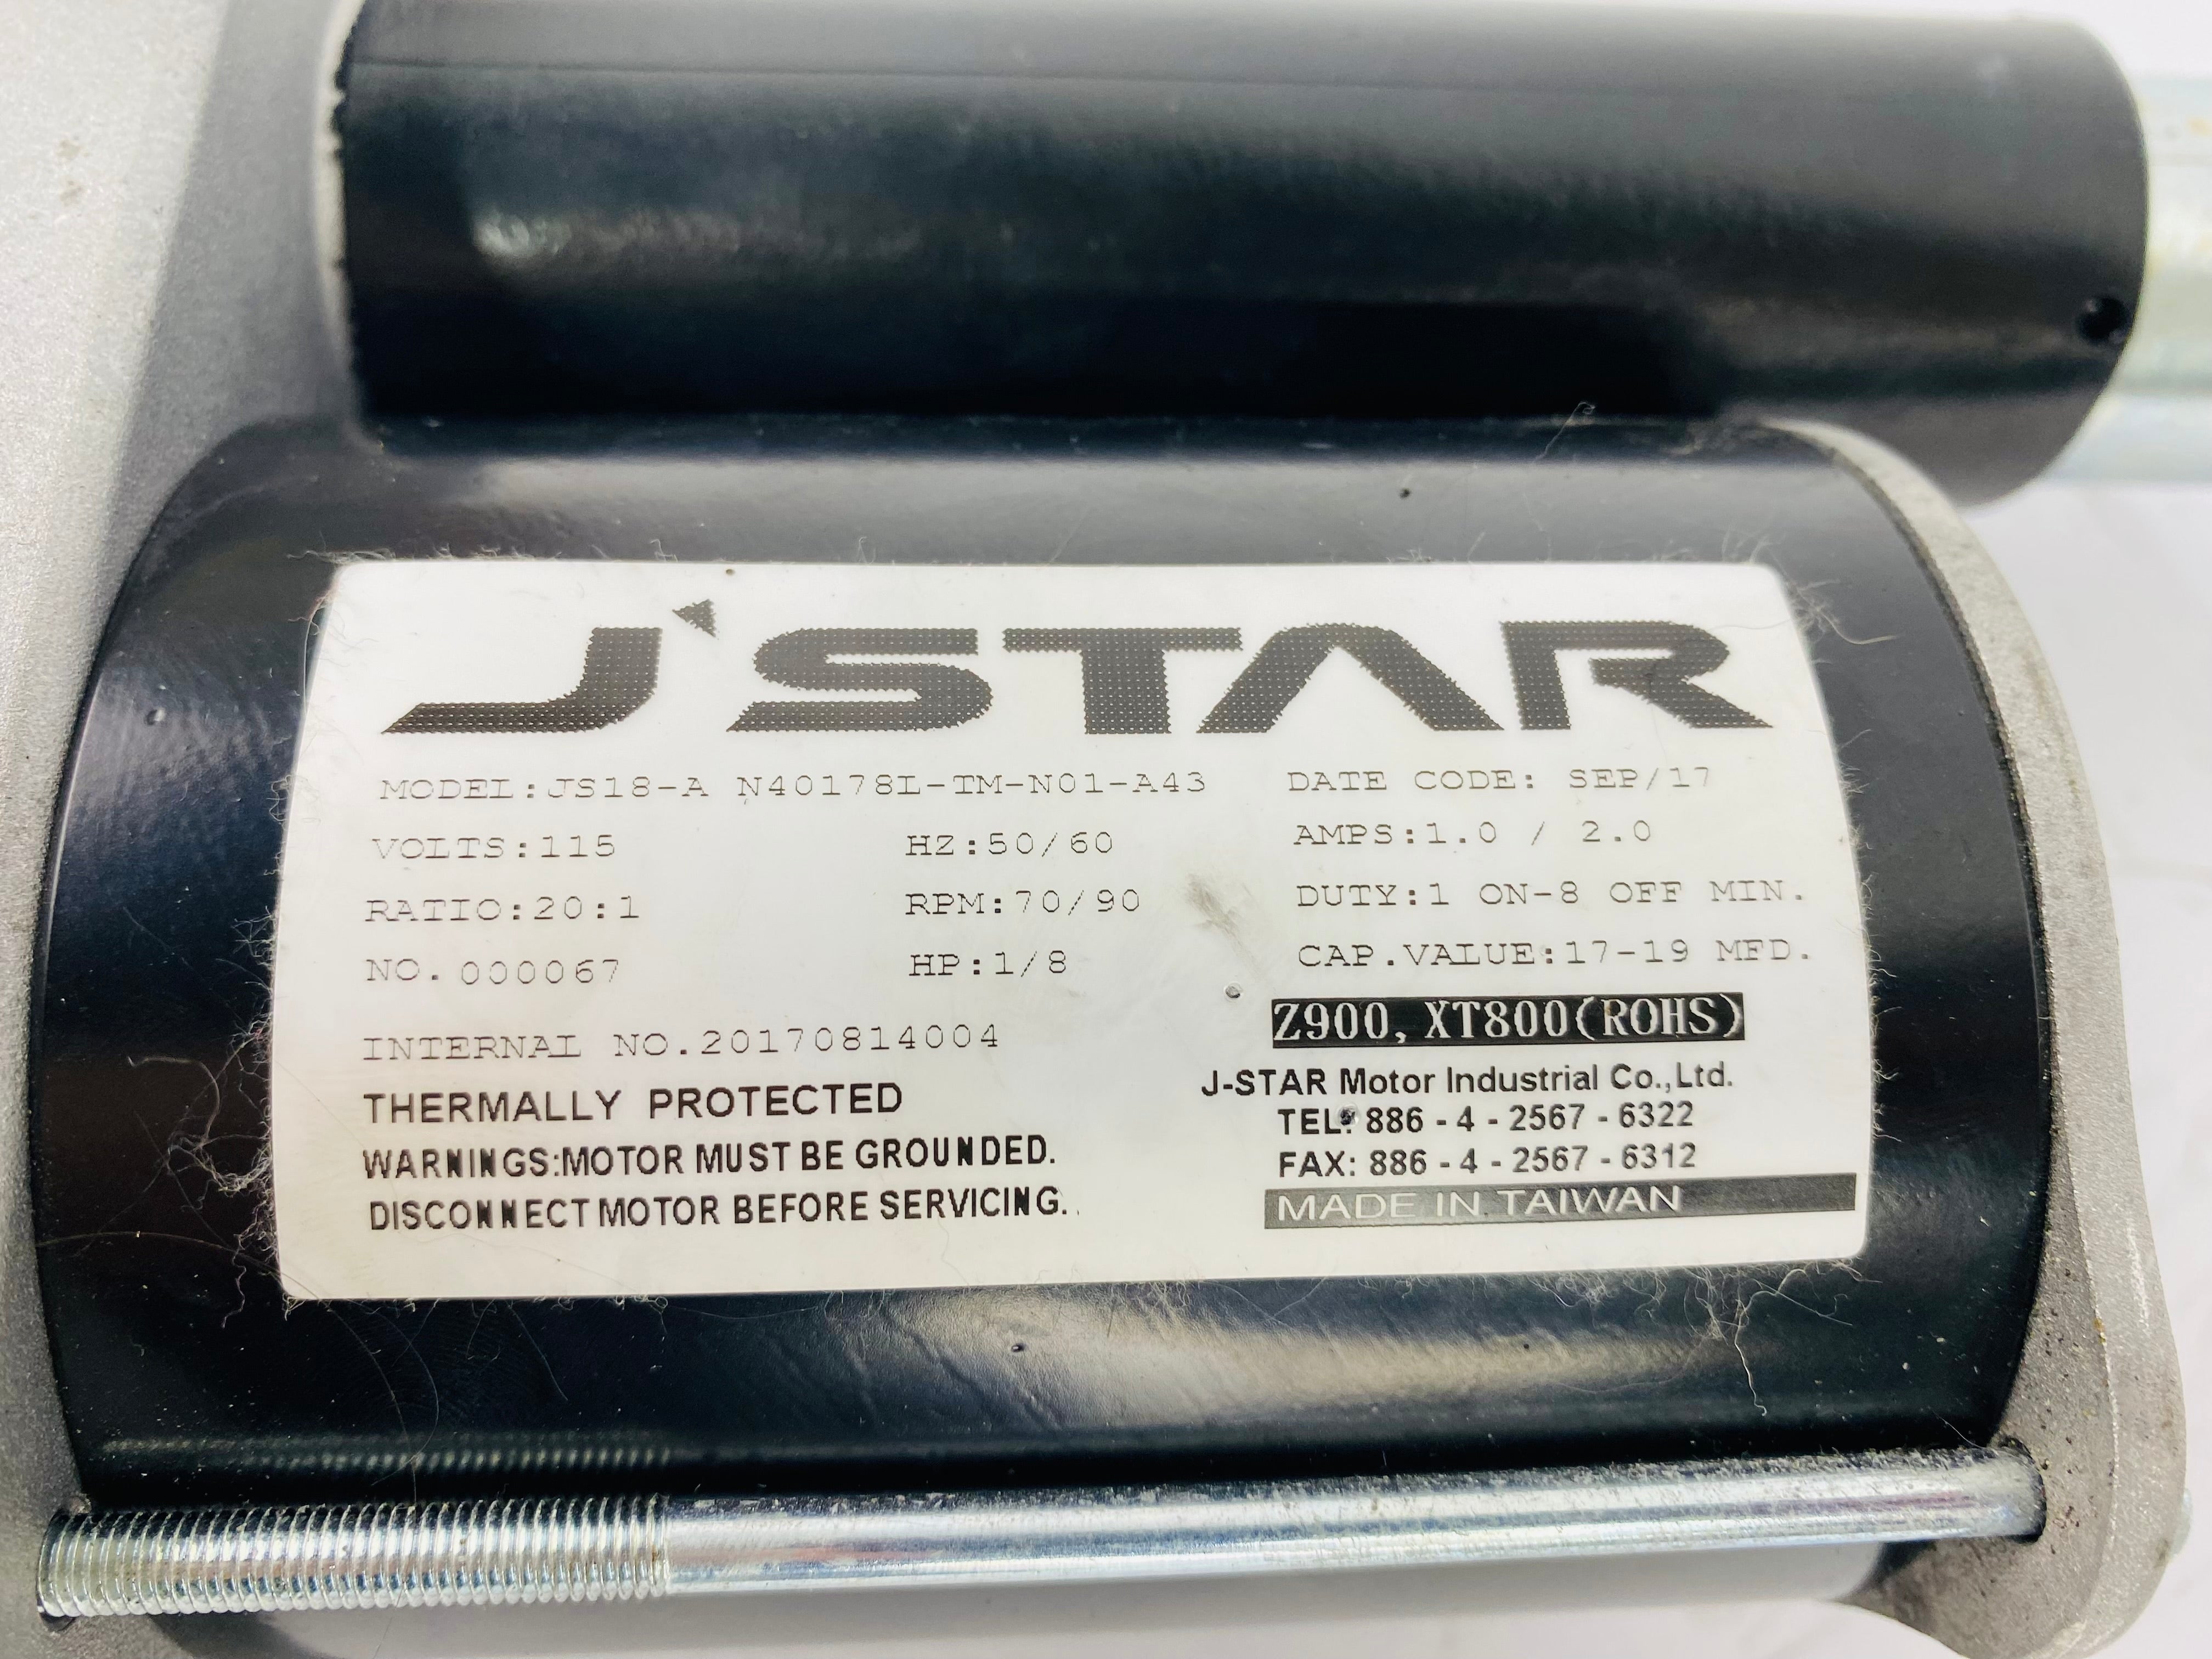 J'STAR
MODEL:JS18-A N40178L-TM-N01-A43 DATE CODE: SEP/17
VOLTS:115 HZ:50/60 AMPS:1.0 / 2.0
RATIO:20:1 RPM:70/90 DUTY:1 ON-8 OFF MIN.
NO.000067 HP:1/8 CAP.VALUE:17-19 MFD.
Z900,XT800(ROHS)
INTERNAL NO.20170814004
THERMALLY PROTECTED
WARNINGS:MOTOR MUST BE GROUNDED.
DISCONNECT MOTOR BEFORE SERVICING.
J-STAR Motor Industrial Co.,Ltd.
TEL: 886 - 4 - 2567 - 6322
FAX: 886 - 4 - 2567 - 6312
MADE IN TAIWAN